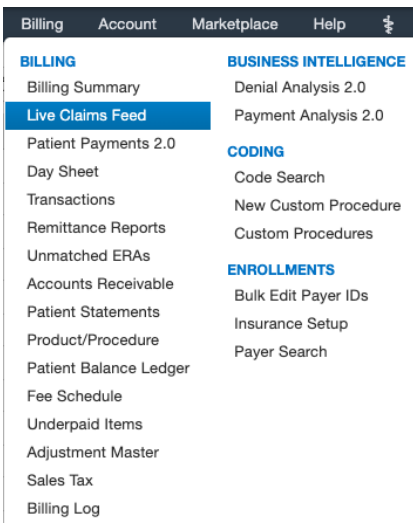 Billing Account Marketplace Help
BILLING
Billing Summary
Live Claims Feed
Patient Payments 2.0
Day Sheet
Transactions
Remittance Reports
Unmatched ERAs
Accounts Receivable
Patient Statements
Product/Procedure
Patient Balance Ledger
Fee Schedule
Underpaid Items
Adjustment Master
Sales Tax
Billing Log
BUSINESS INTELLIGENCE
Denial Analysis 2.0
Payment Analysis 2.0
CODING
Code Search
New Custom Procedure
Custom Procedures
ENROLLMENTS
Bulk Edit Payer IDs
Insurance Setup
Payer Search